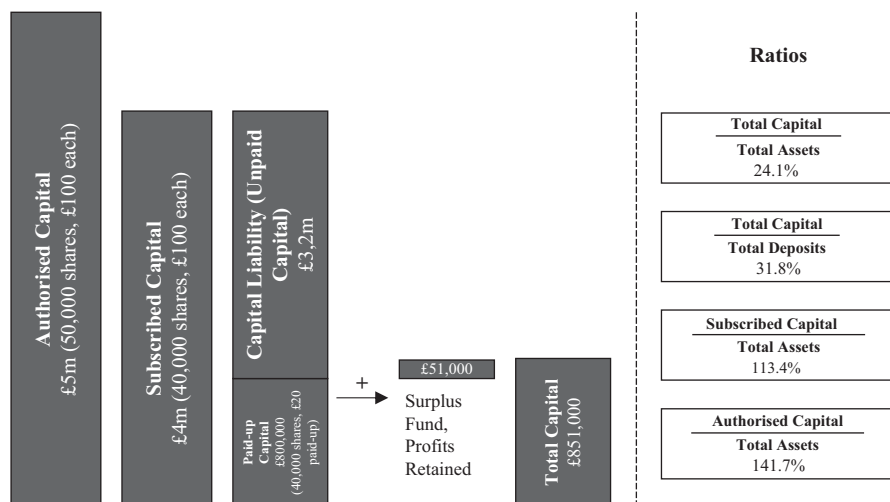 Authorised Capital
£5m (50,000 shares, £100 each)
Subscribed Capital
£4m (40,000 shares, £100 each)
Capital Liability (Unpaid
Capital)
£3,2m
Paid-up
Capital
£800,000
(40,000 shares, £20
paid-up)
+
£51,000
Surplus
Fund,
Profits
Retained
Total Capital
£851,000
Ratios
Total Capital
Total Assets
24.1%
Total Capital
Total Deposits
31.8%
Subscribed Capital
Total Assets
113.4%
Authorised Capital
Total Assets
141.7%